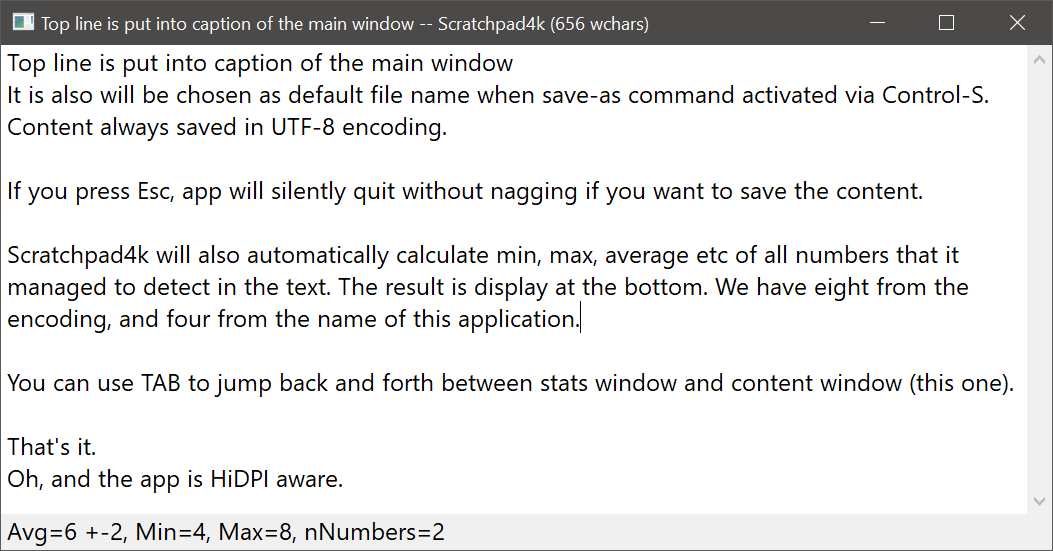 Top line is put into caption of the main window -- Scratchpad4k (656 wchars)
Top line is put into caption of the main window
It is also will be chosen as default file name when save-as command activated via Control-S.
Content always saved in UTF-8 encoding.
If you press Esc, app will silently quit without nagging if you want to save the content.
Scratchpad4k will also automatically calculate min, max, average etc of all numbers that it
managed to detect in the text. The result is display at the bottom. We have eight from the
encoding, and four from the name of this application.
You can use TAB to jump back and forth between stats window and content window (this one).
That's it.
Oh, and the app is HiDPI aware.
Avg=6 +-2, Min=4, Max=8, nNumbers=2